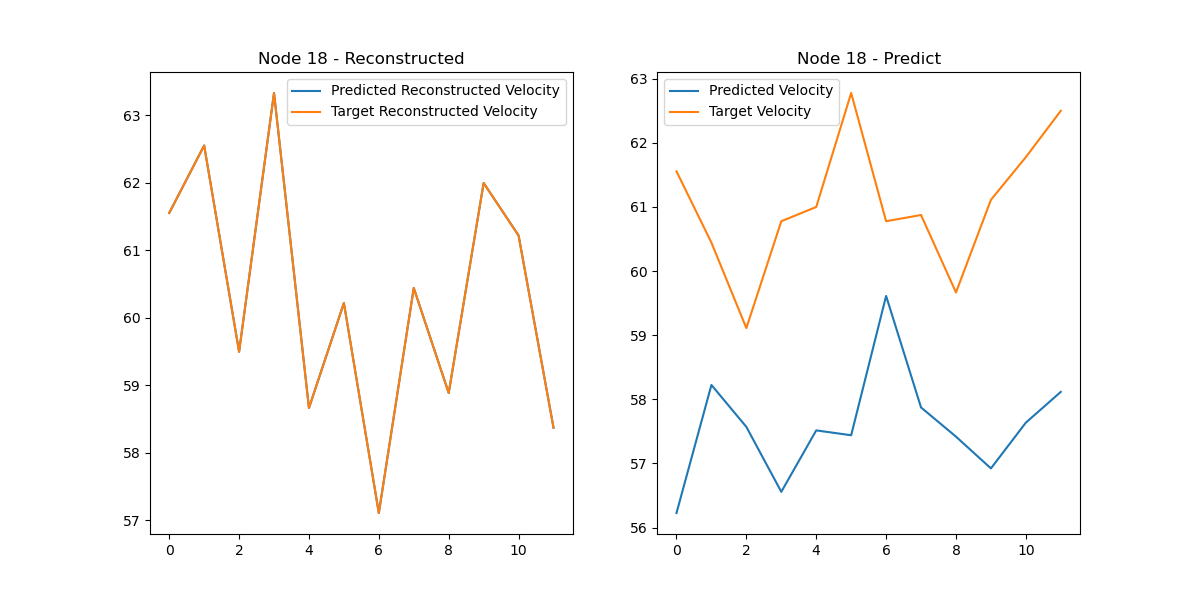 Node 18 - Reconstructed
Predicted Reconstructed Velocity
Target Reconstructed Velocity
63
62
61
60
59
58
57
0 2 4 6 8 10
Node 18 - Predict
Predicted Velocity
Target Velocity
63
62
61
60
59
58
57
56
0 2 4 6 8 10